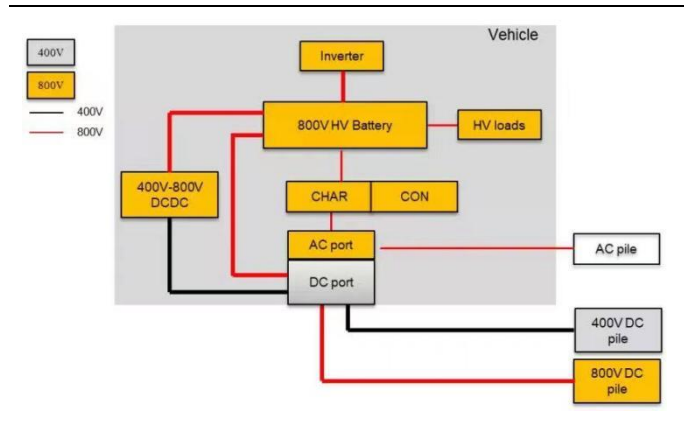 Vehicle
400V
800V
400V
800V
Inverter
800V HV Battery
HV loads
400V-800V
DCDC
CHAR
CON
AC port
DC port
AC pile
400V DC
pile
800V DC
pile